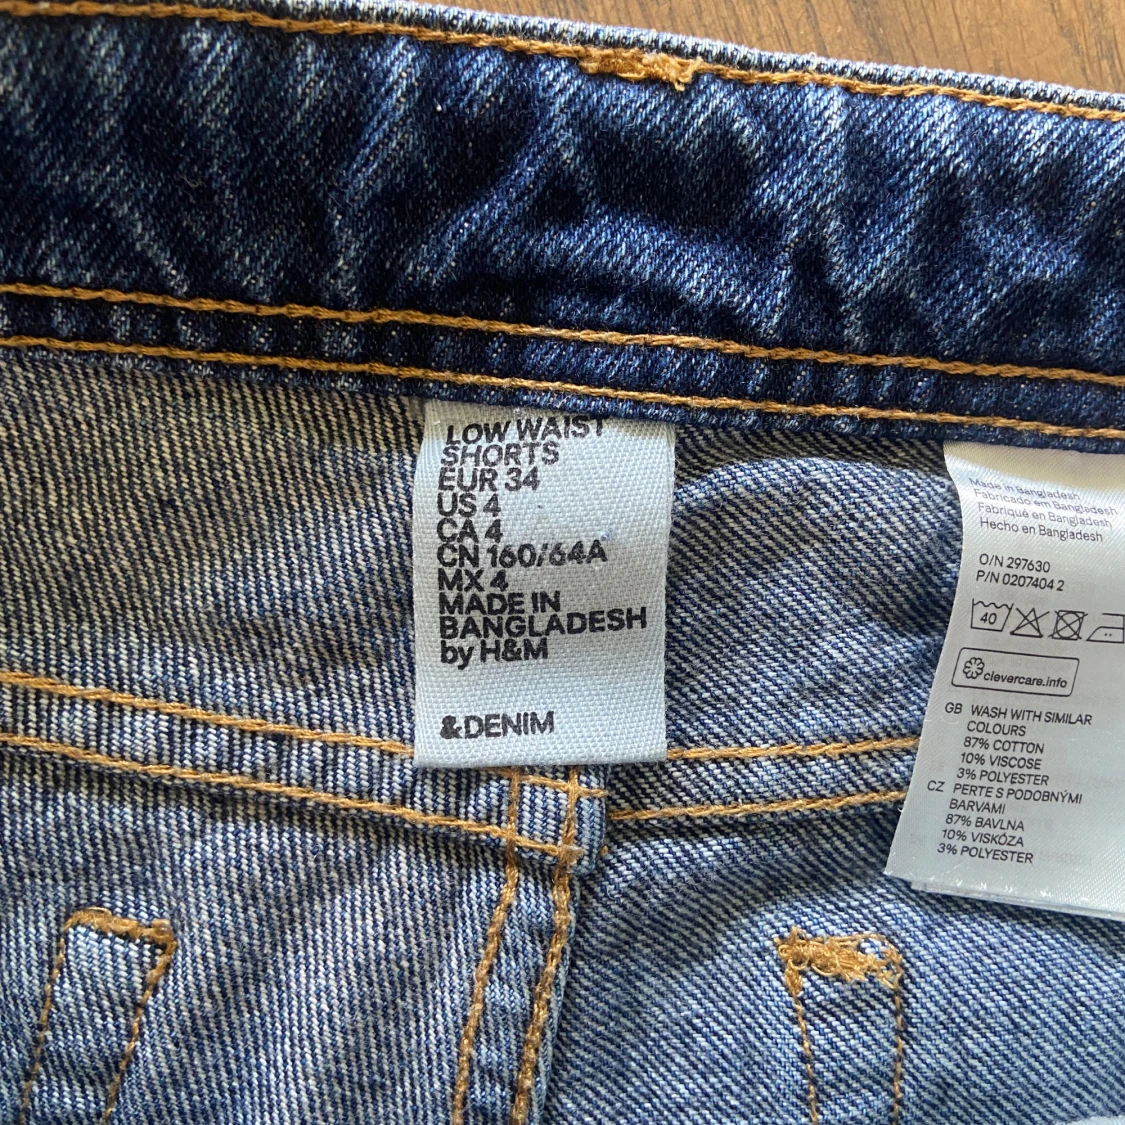 LOW WAIST
SHORTS
EUR 34
US 4
CA 4
CN 160/64A
MX 4
MADE IN
BANGLADESH
by H&M
&DENIM
Made in Bangladesh
Fabricado em Bangladesh
Fabriqué en Bangladesh
Hecho en Bangladesh
O/N 297630
P/N 0207404 2
40
clevercare.info
GB WASH WITH SIMILAR
COLOURS
87% COTTON
10% VISCOSE
3% POLYESTER
CZ PERTE S PODOBNÝMI
BARVAMI
87% BAVLNA
10% VISKÓZA
3% POLYESTER